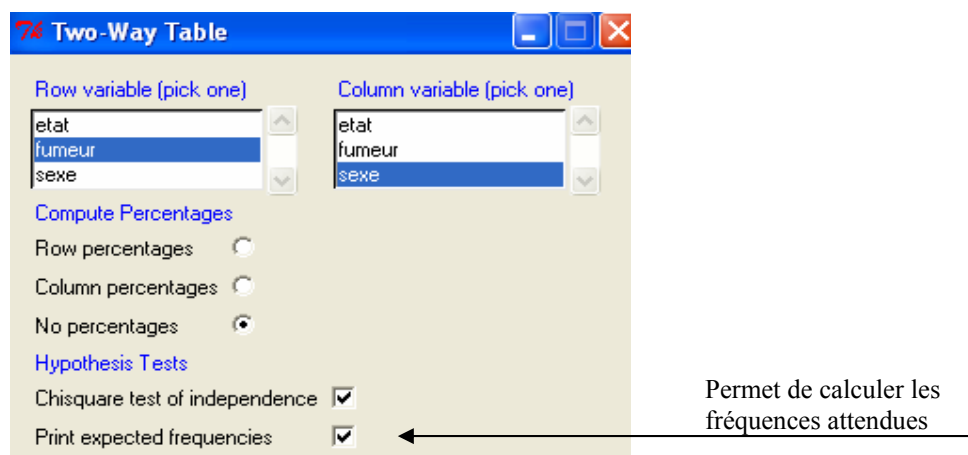 Two-Way Table
Row variable (pick one) Column variable (pick one)
etat etat
fumeur fumeur
sexe sexe
Compute Percentages
Row percentages
Column percentages
No percentages
Hypothesis Tests
Chisquare test of independence
Print expected frequencies
Permet de calculer les
fréquences attendues